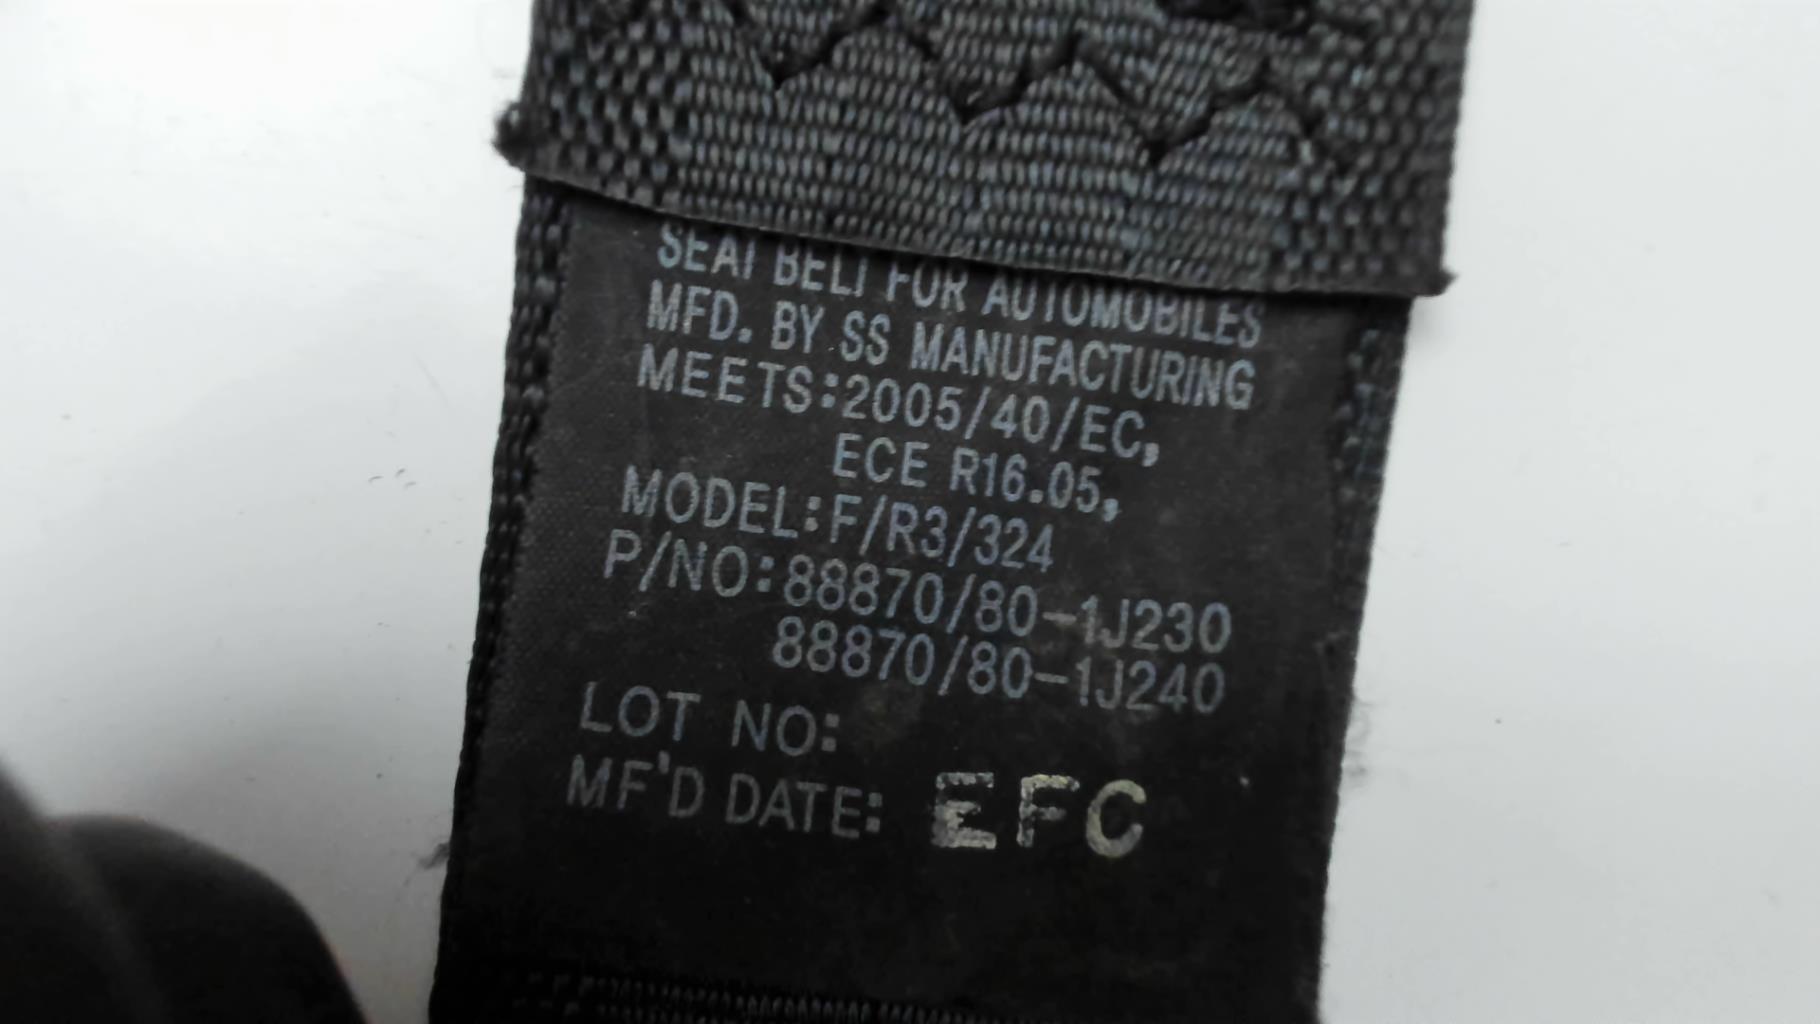 SEAT BELT FOR AUTOMOBILES
MFD. BY SS MANUFACTURING
MEETS:2005/40/EC,
ECE R16.05,
MODEL:F/R3/324
P/NO:88870/80-1J230
88870/80-1J240
LOT NO:
MF'D DATE: EFC